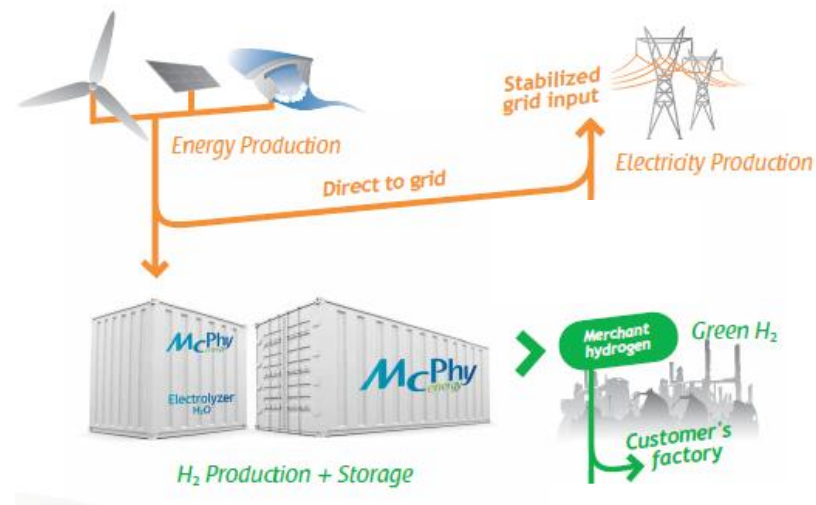 Stabilized
grid input
Energy Production
Electricity Production
Direct to grid
McPhy
energy
Electrolyzer
H₂O
McPhy
energy
Merchant
hydrogen
Green H₂
Customer's
factory
H₂ Production + Storage